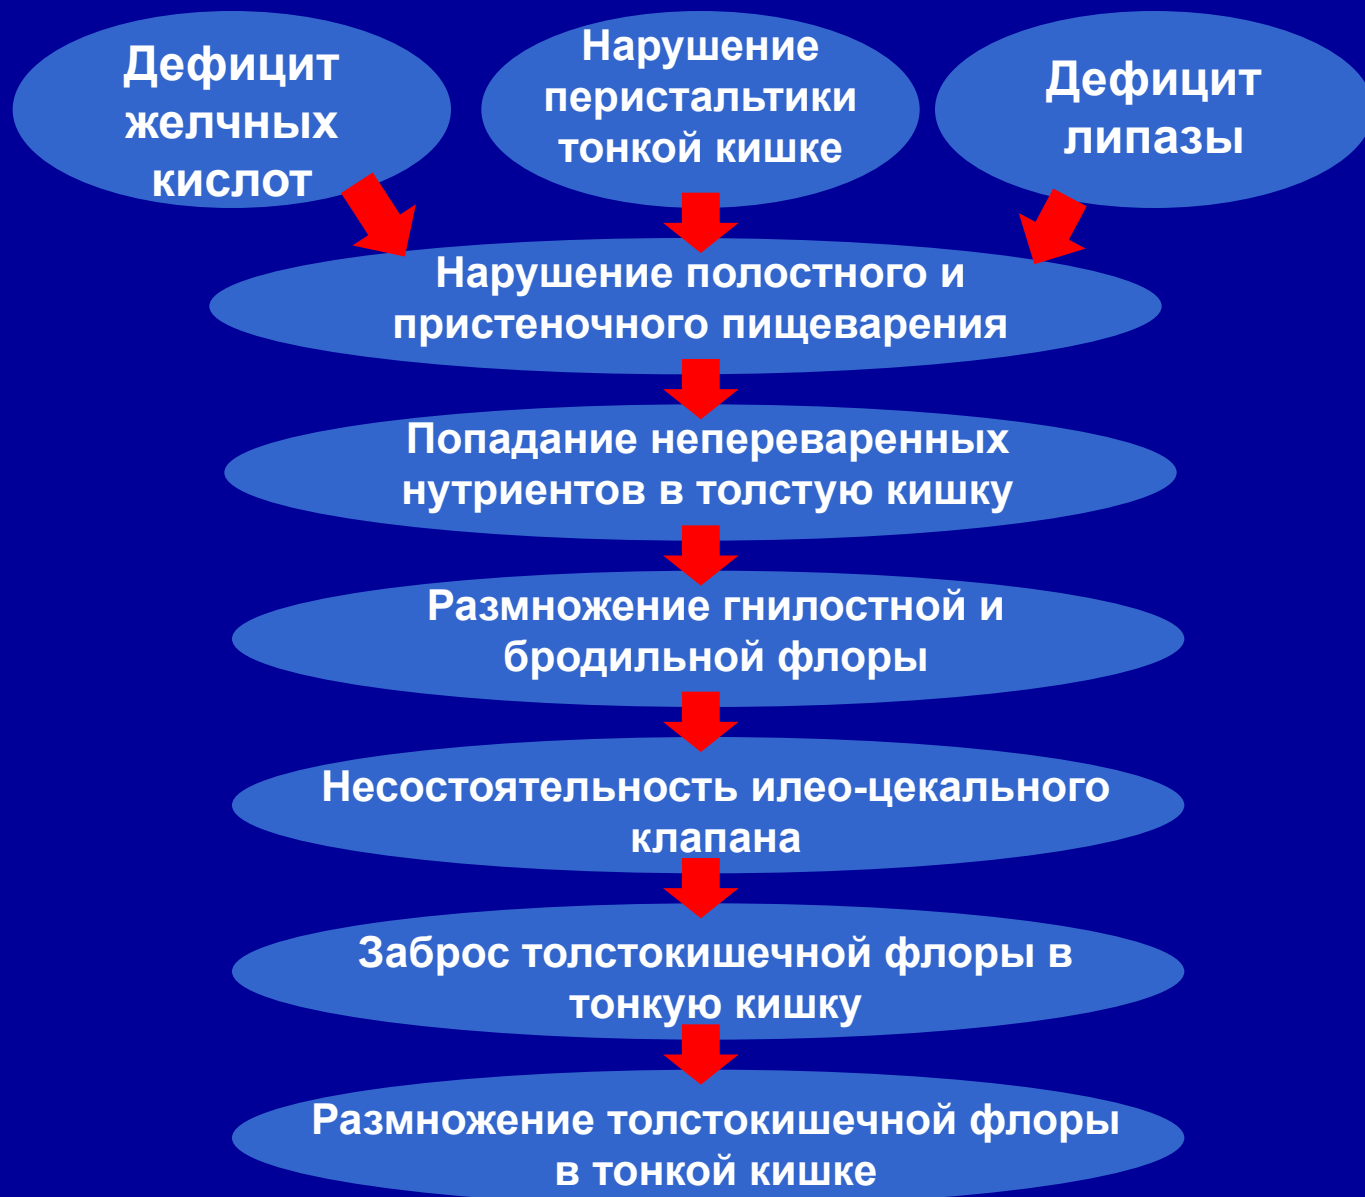 Дефицит
желчных
кислот
Нарушение
перистальтики
тонкой кишке
Дефицит
липазы
Нарушение полостного и
пристеночного пищеварения
Попадание непереваренных
нутриентов в толстую кишку
Размножение гнилостной и
бродильной флоры
Несостоятельность илео-цекального
клапана
Заброс толстокишечной флоры в
тонкую кишку
Размножение толстокишечной флоры
в тонкой кишке